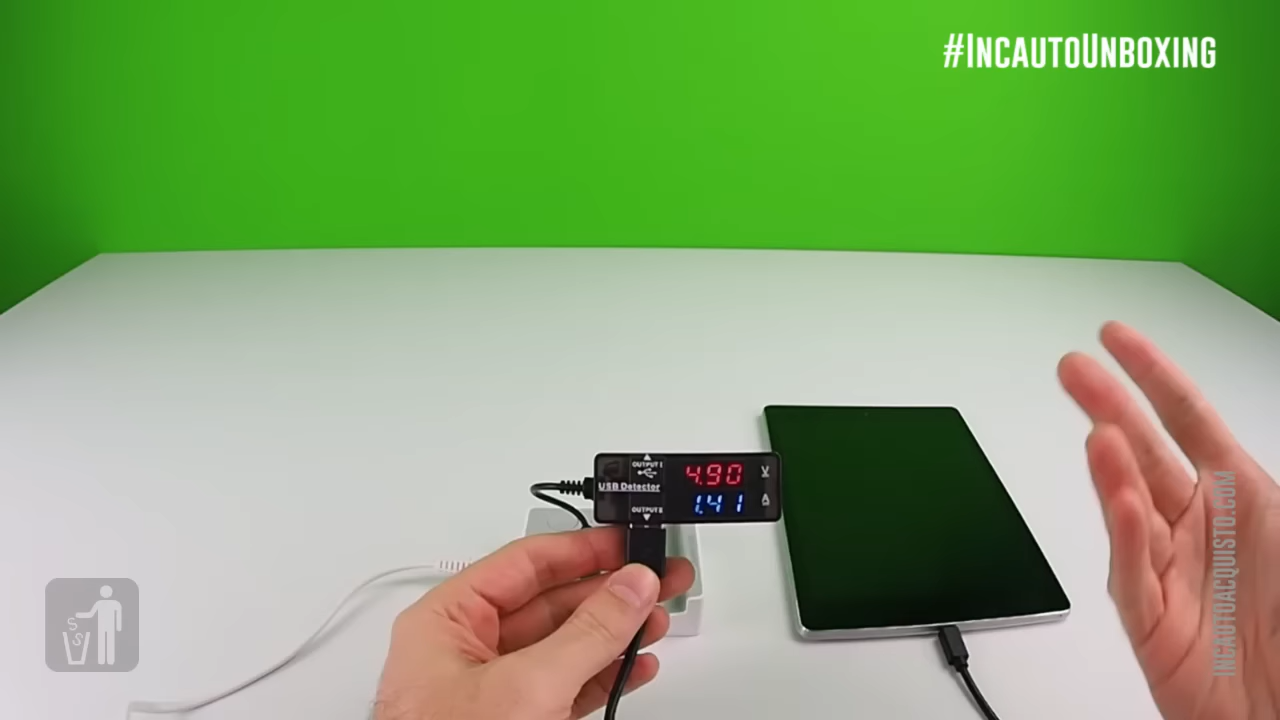 #IncautoUnboxing
OUTPUT I
USB Detector
OUTPUT II
4.90 V
1.41 A
S
S
INCAUTOACQUISTO.COM